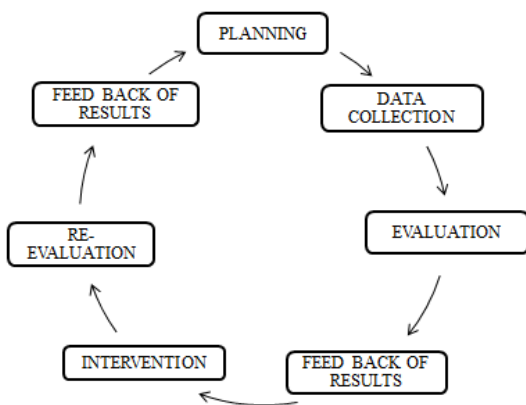 PLANNING
DATA
COLLECTION
EVALUATION
FEED BACK OF
RESULTS
INTERVENTION
RE-
EVALUATION
FEED BACK OF
RESULTS